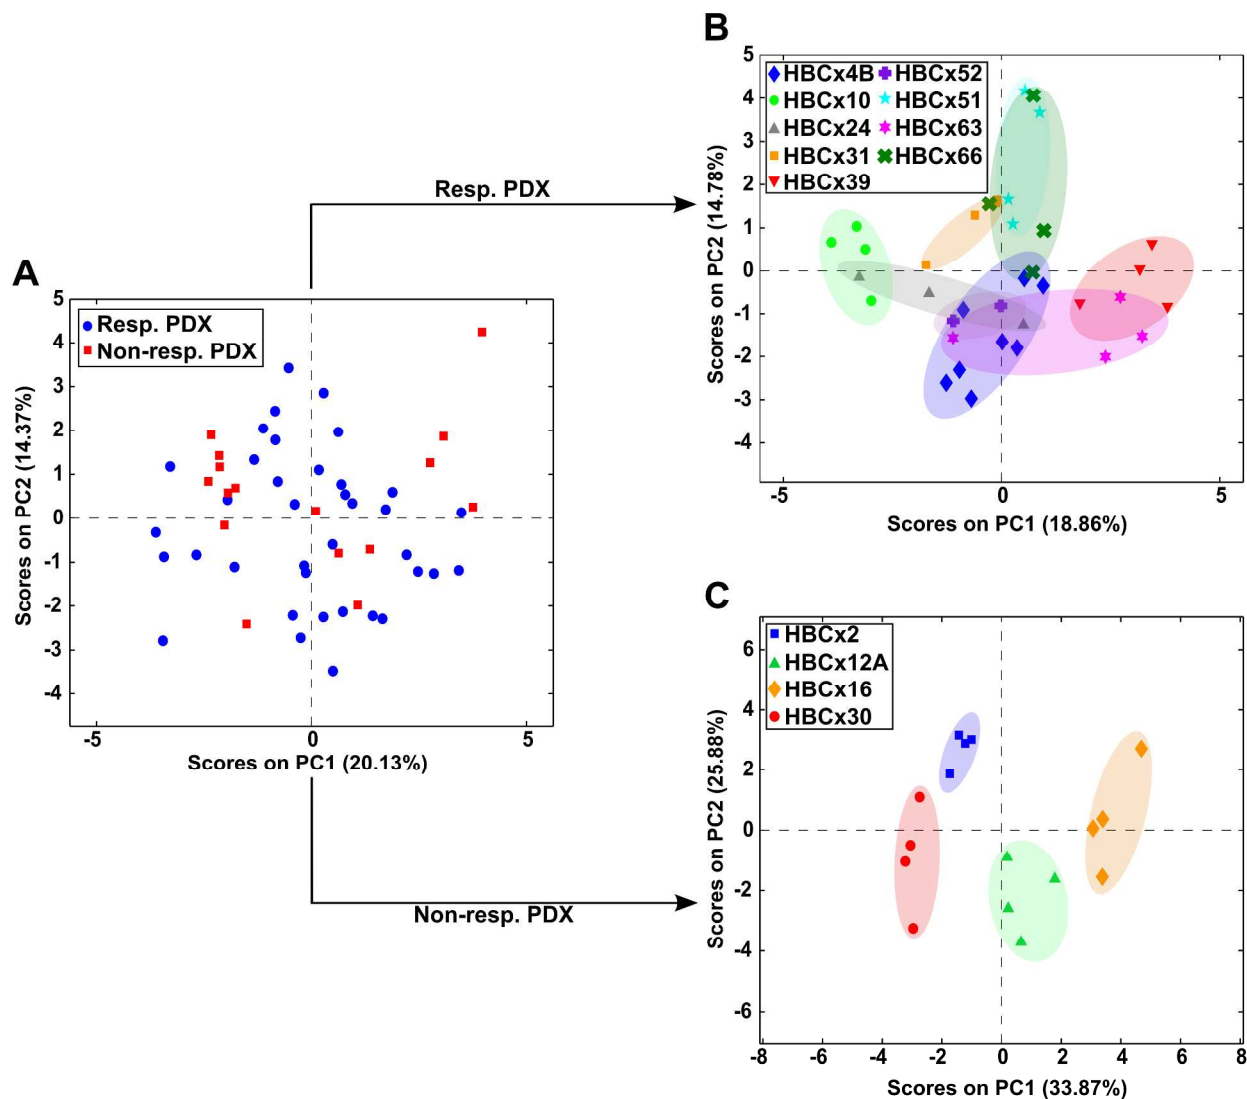 A
5
4
3
2
1
0
-1
-2
-3
-4
Scores on PC2 (14.37%)
Resp. PDX
Non-resp. PDX
-5
0
5
Scores on PC1 (20.13%)
Resp. PDX
Non-resp. PDX
B
5
4
3
2
1
0
-1
-2
-3
-4
Scores on PC2 (14.78%)
HBCx4B HBCx52
HBCx10 HBCx51
HBCx24 HBCx63
HBCx31 HBCx66
HBCx39
-5
0
5
Scores on PC1 (18.86%)
C
6
4
2
0
-2
-4
-6
Scores on PC2 (25.88%)
HBCx2
HBCx12A
HBCx16
HBCx30
-8 -6 -4 -2 0 2 4 6 8
Scores on PC1 (33.87%)